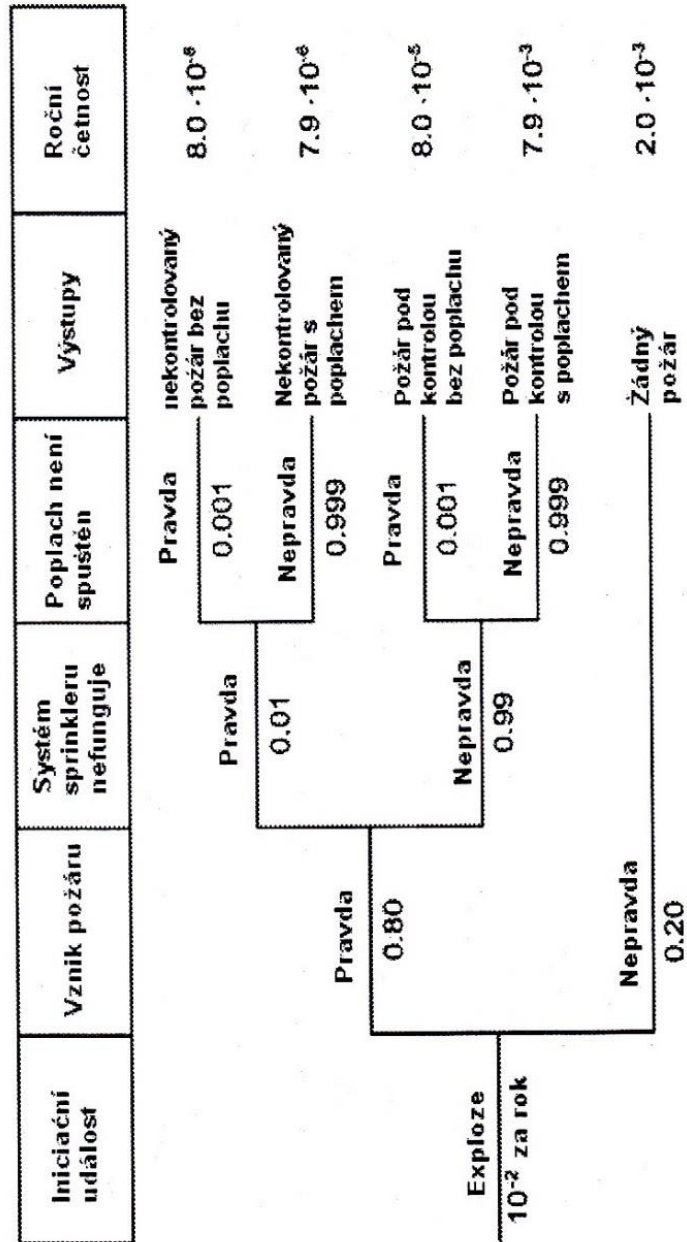 Iniciační
událost
Vznik požáru
Systém
sprinkleru
nefunguje
Poplach není
spuštěn
Výstupy
Roční
četnost
Exploze
10⁻² za rok
Pravda
0.80
Nepravda
0.20
Pravda
0.01
Nepravda
0.99
Pravda
0.001
Nepravda
0.999
Pravda
0.001
Nepravda
0.999
nekontrolovaný
požár bez
poplachu
8.0 ·10⁻⁸
Nekontrolovaný
požár s
poplachem
7.9 ·10⁻⁶
Požár pod
kontrolou
bez poplachu
8.0 ·10⁻⁵
Požár pod
kontrolou
s poplachem
7.9 ·10⁻³
Žádný
požár
2.0 ·10⁻³